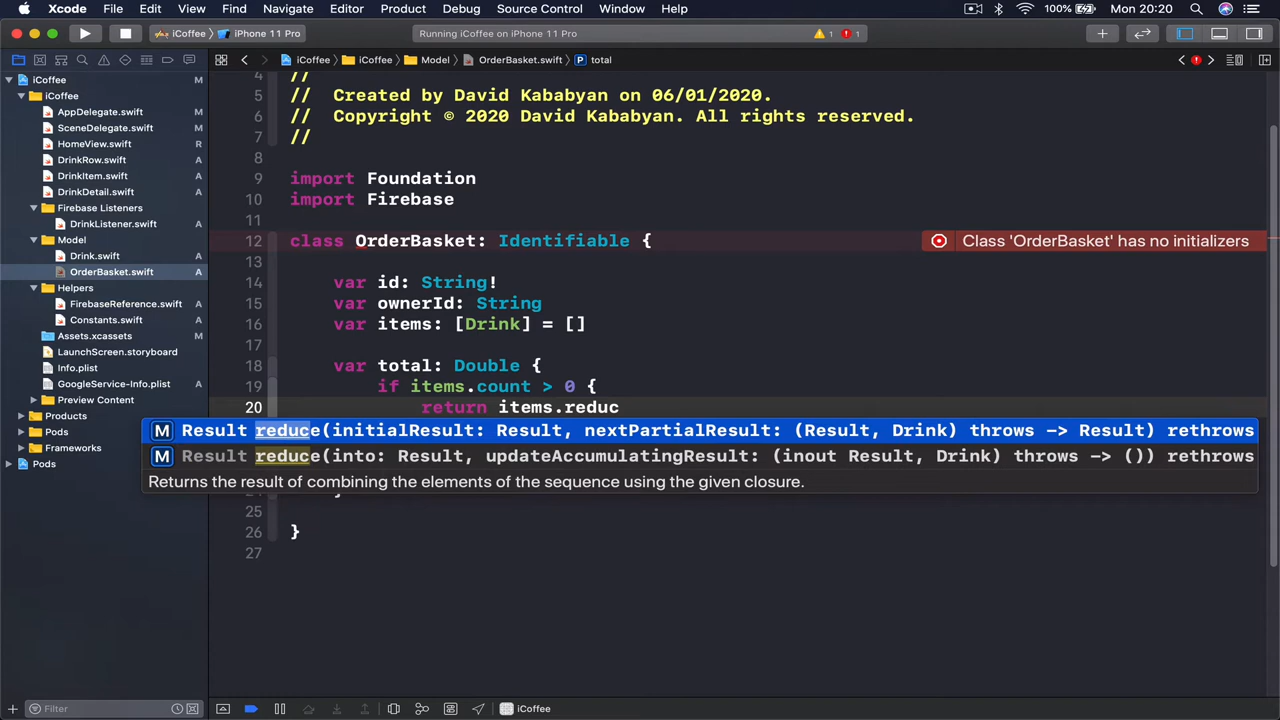 Xcode File Edit View Find Navigate Editor Product Debug Source Control Window Help 100% Mon 20:20
iCoffee iPhone 11 Pro Running iCoffee on iPhone 11 Pro 1 1
iCoffee iCoffee Model OrderBasket.swift P total
iCoffee M
iCoffee
AppDelegate.swift M
SceneDelegate.swift M
HomeView.swift R
DrinkRow.swift A
DrinkItem.swift A
DrinkDetail.swift A
Firebase Listeners
DrinkListener.swift A
Model
Drink.swift A
OrderBasket.swift A
Helpers
FirebaseReference.swift A
Constants.swift A
Assets.xcassets M
LaunchScreen.storyboard
Info.plist
GoogleService-Info.plist A
Preview Content
Products
Pods
Frameworks
Pods
4 //
5 // Created by David Kababyan on 06/01/2020.
6 // Copyright © 2020 David Kababyan. All rights reserved.
7 //
8
9 import Foundation
10 import Firebase
11
12 class OrderBasket: Identifiable { Class 'OrderBasket' has no initializers
13
14 var id: String!
15 var ownerId: String
16 var items: [Drink] = []
17
18 var total: Double {
19 if items.count > 0 {
20 return items.reduc
M Result reduce(initialResult: Result, nextPartialResult: (Result, Drink) throws -> Result) rethrows
M Result reduce(into: Result, updateAccumulatingResult: (inout Result, Drink) throws -> ()) rethrows
Returns the result of combining the elements of the sequence using the given closure.
25
26 }
27
Filter iCoffee